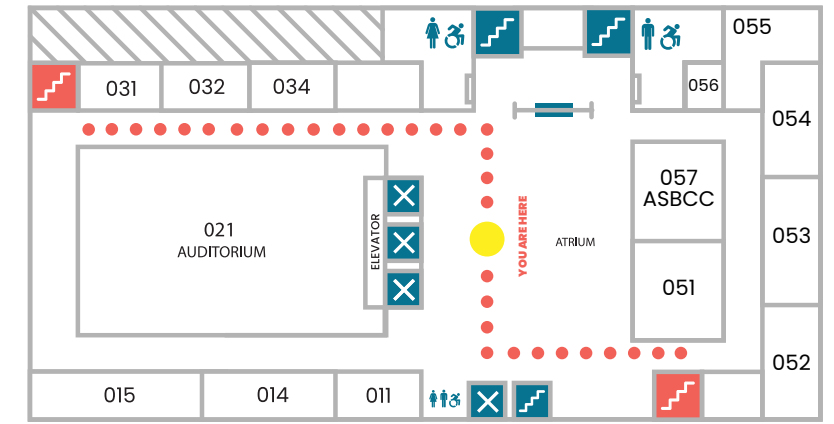 055
031
032
034
056
054
057
ASBCC
021
AUDITORIUM
ELEVATOR
YOU ARE HERE
ATRIUM
053
051
052
015
014
011